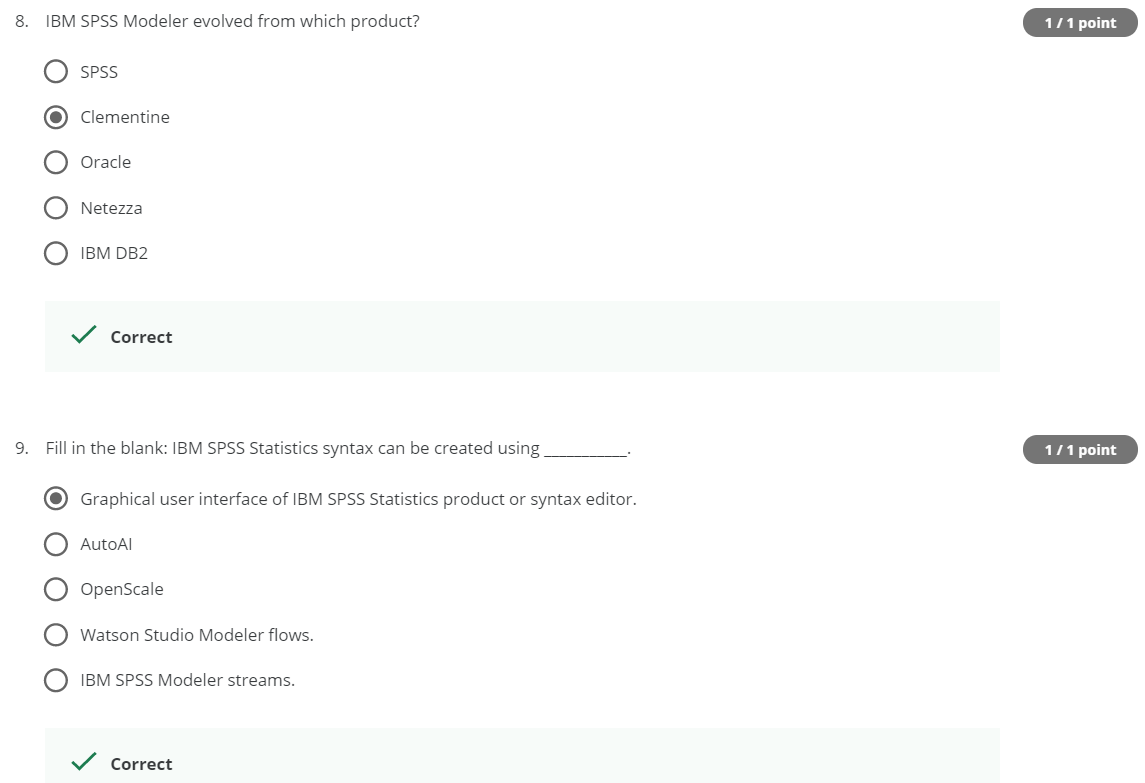 8. IBM SPSS Modeler evolved from which product?
1 / 1 point
SPSS
Clementine
Oracle
Netezza
IBM DB2
Correct
9. Fill in the blank: IBM SPSS Statistics syntax can be created using ___________.
1 / 1 point
Graphical user interface of IBM SPSS Statistics product or syntax editor.
AutoAI
OpenScale
Watson Studio Modeler flows.
IBM SPSS Modeler streams.
Correct